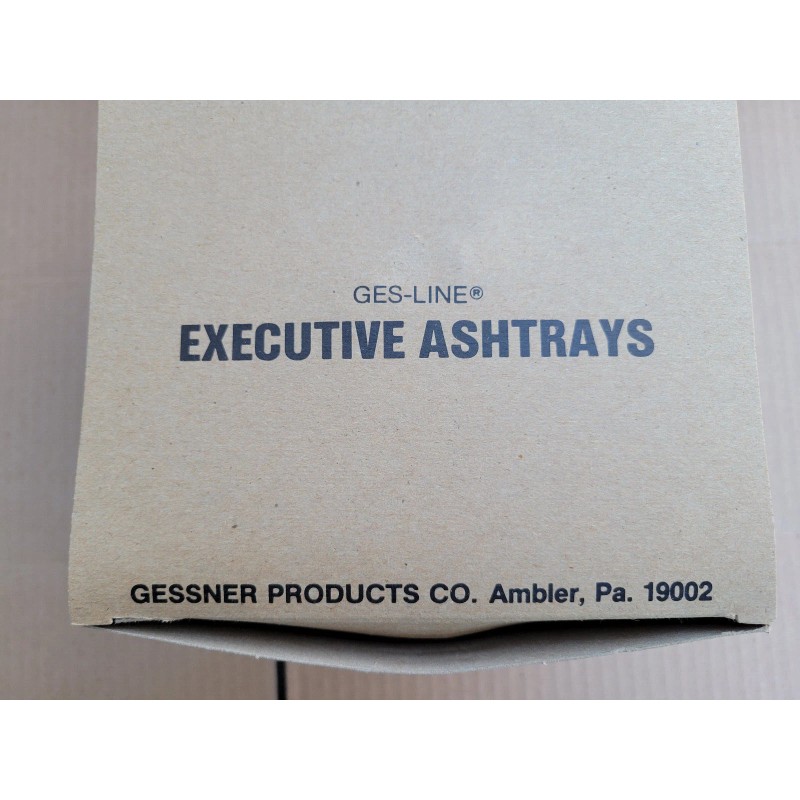 GES-LINE®
EXECUTIVE ASHTRAYS
GESSNER PRODUCTS CO. Ambler, Pa. 19002